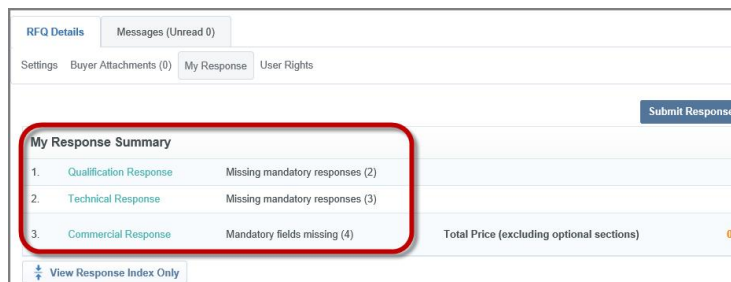 RFQ Details Messages (Unread 0)
Settings Buyer Attachments (0) My Response User Rights
Submit Response
My Response Summary
1. Qualification Response Missing mandatory responses (2)
2. Technical Response Missing mandatory responses (3)
3. Commercial Response Mandatory fields missing (4) Total Price (excluding optional sections) 0
View Response Index Only